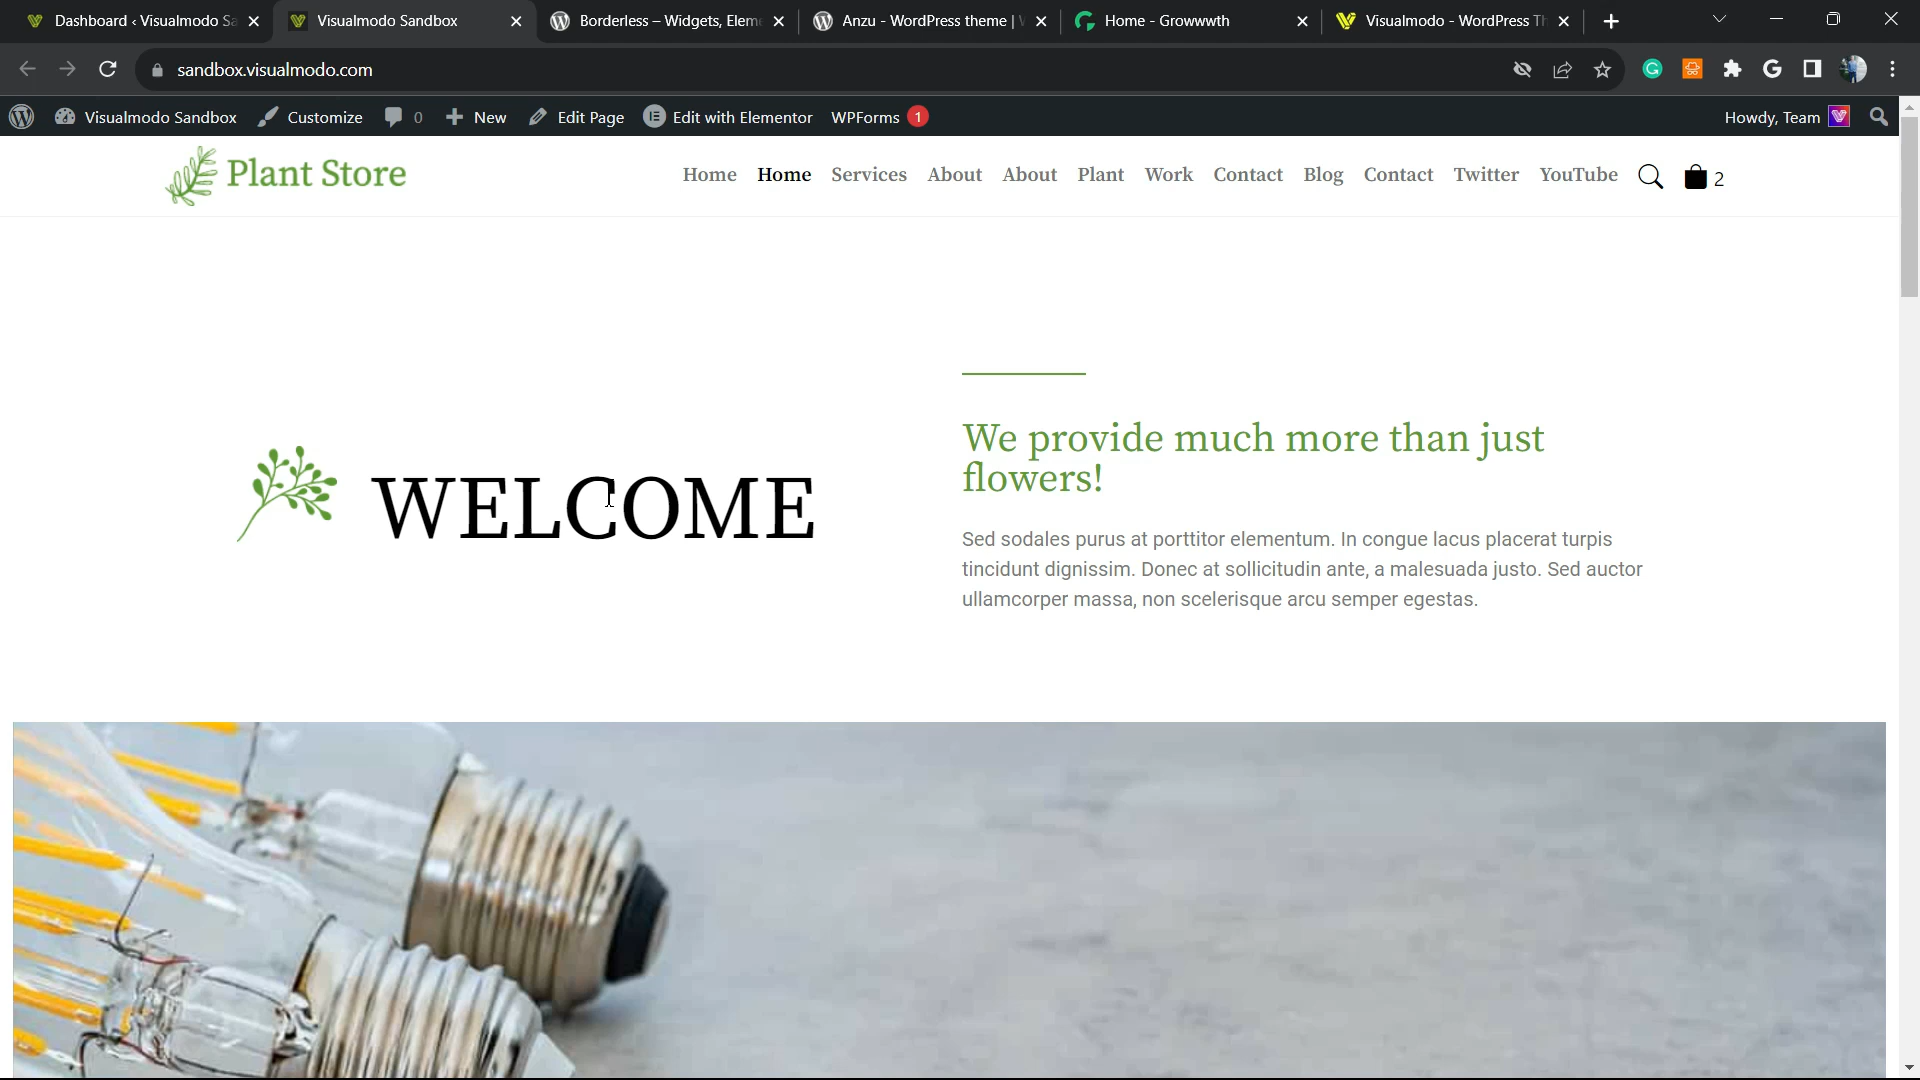 Dashboard ‹ Visualmodo Sa
Visualmodo Sandbox
Borderless – Widgets, Elem
Anzu - WordPress theme |
Home - Growwwth
Visualmodo - WordPress Th
sandbox.visualmodo.com
Visualmodo Sandbox
Customize
0
New
Edit Page
Edit with Elementor
WPForms 1
Howdy, Team
Plant Store
Home Home Services About About Plant Work Contact Blog Contact Twitter YouTube 2
WELCOME
We provide much more than just
flowers!
Sed sodales purus at porttitor elementum. In congue lacus placerat turpis
tincidunt dignissim. Donec at sollicitudin ante, a malesuada justo. Sed auctor
ullamcorper massa, non scelerisque arcu semper egestas.